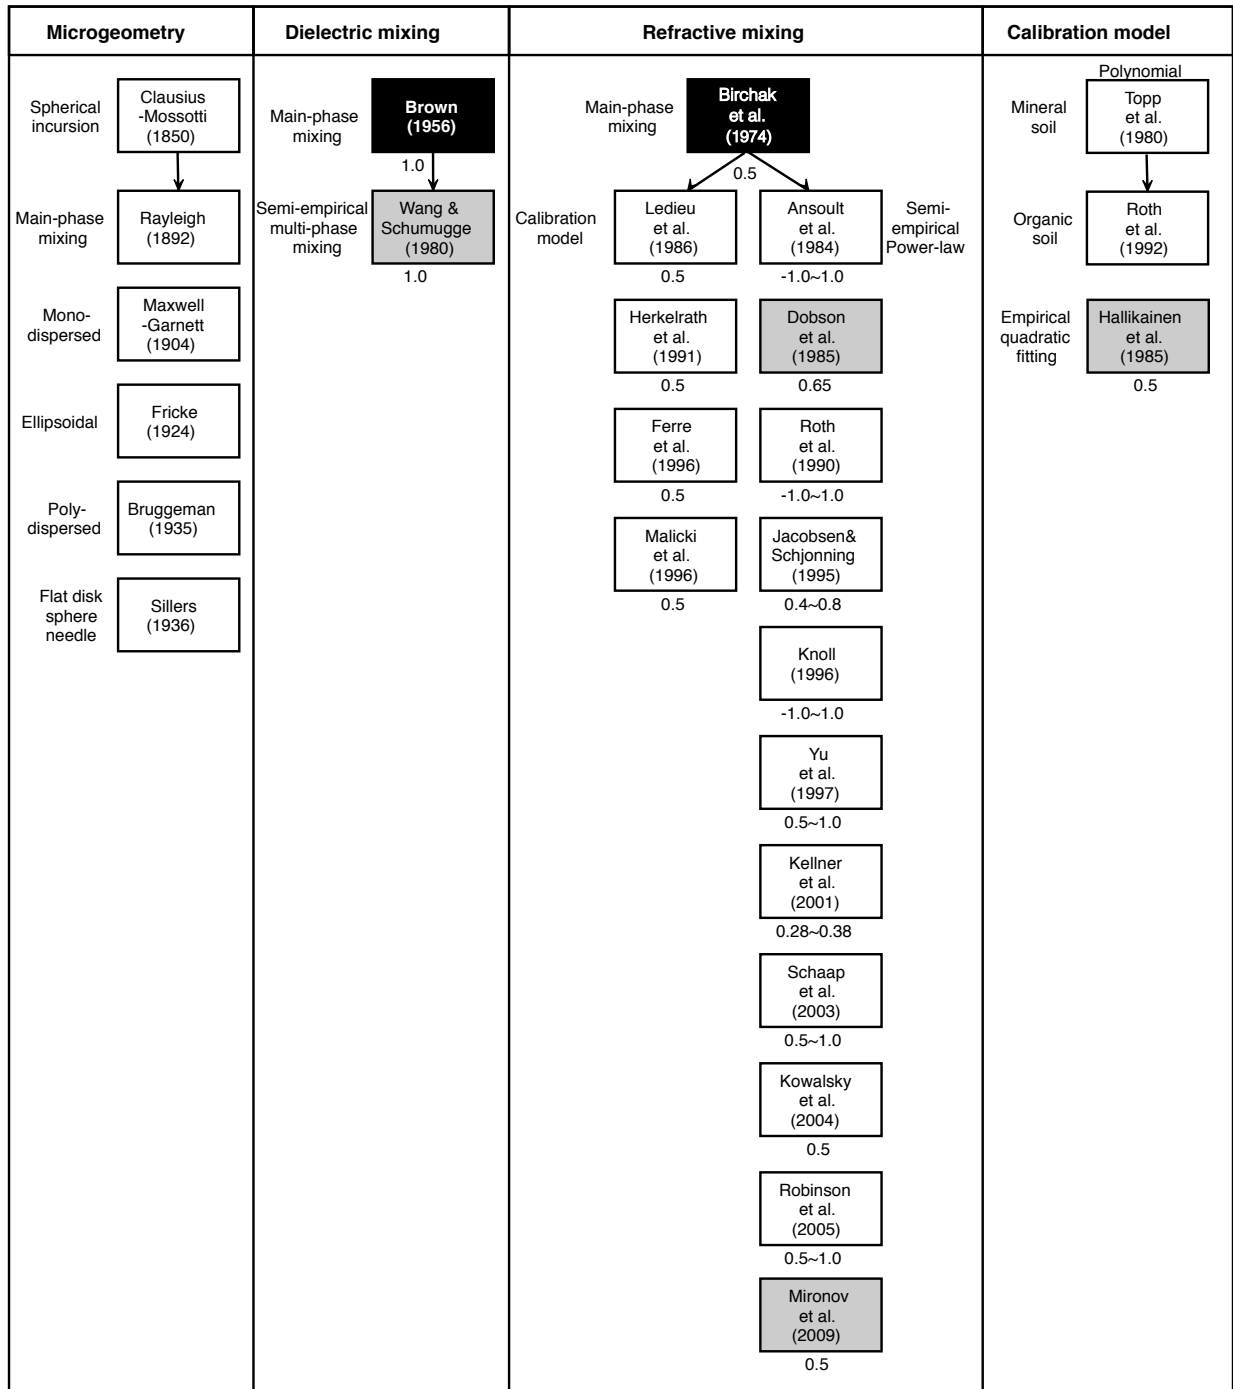 Microgeometry
Dielectric mixing
Refractive mixing
Calibration model
Spherical
incursion
Clausius
-Mossotti
(1850)
Main-phase
mixing
Rayleigh
(1892)
Mono-
dispersed
Maxwell
-Garnett
(1904)
Ellipsoidal
Fricke
(1924)
Poly-
dispersed
Bruggeman
(1935)
Flat disk
sphere
needle
Sillers
(1936)
Main-phase
mixing
Brown
(1956)
1.0
Semi-empirical
multi-phase
mixing
Wang &
Schumugge
(1980)
1.0
Main-phase
mixing
Birchak
et al.
(1974)
0.5
Calibration
model
Ledieu
et al.
(1986)
0.5
Herkelrath
et al.
(1991)
0.5
Ferre
et al.
(1996)
0.5
Malicki
et al.
(1996)
0.5
Ansoult
et al.
(1984)
-1.0~1.0
Semi-
empirical
Power-law
Dobson
et al.
(1985)
0.65
Roth
et al.
(1990)
-1.0~1.0
Jacobsen&
Schjonning
(1995)
0.4~0.8
Knoll
(1996)
-1.0~1.0
Yu
et al.
(1997)
0.5~1.0
Kellner
et al.
(2001)
0.28~0.38
Schaap
et al.
(2003)
0.5~1.0
Kowalsky
et al.
(2004)
0.5
Robinson
et al.
(2005)
0.5~1.0
Mironov
et al.
(2009)
0.5
Polynomial
Mineral
soil
Topp
et al.
(1980)
Organic
soil
Roth
et al.
(1992)
Empirical
quadratic
fitting
Hallikainen
et al.
(1985)
0.5